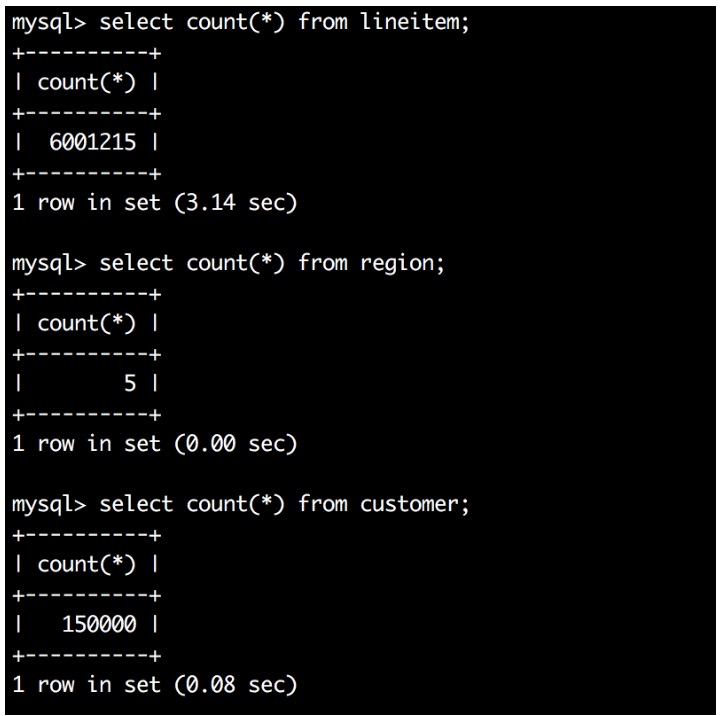 mysql> select count(*) from lineitem;
+----------+
| count(*) |
+----------+
|  6001215 |
+----------+
1 row in set (3.14 sec)

mysql> select count(*) from region;
+----------+
| count(*) |
+----------+
|        5 |
+----------+
1 row in set (0.00 sec)

mysql> select count(*) from customer;
+----------+
| count(*) |
+----------+
|   150000 |
+----------+
1 row in set (0.08 sec)